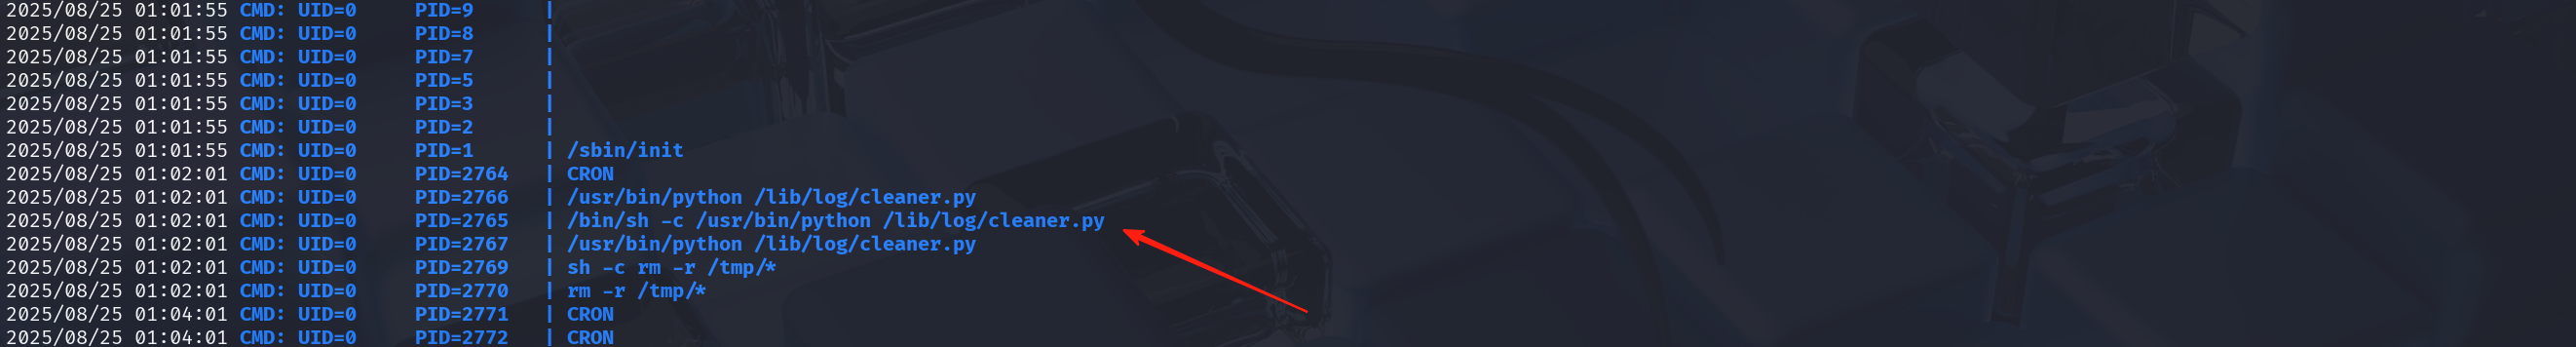 2025/08/25 01:01:55 CMD: UID=0     PID=9      |
2025/08/25 01:01:55 CMD: UID=0     PID=8      |
2025/08/25 01:01:55 CMD: UID=0     PID=7      |
2025/08/25 01:01:55 CMD: UID=0     PID=5      |
2025/08/25 01:01:55 CMD: UID=0     PID=3      |
2025/08/25 01:01:55 CMD: UID=0     PID=2      |
2025/08/25 01:01:55 CMD: UID=0     PID=1      | /sbin/init
2025/08/25 01:02:01 CMD: UID=0     PID=2764   | CRON
2025/08/25 01:02:01 CMD: UID=0     PID=2766   | /usr/bin/python /lib/log/cleaner.py
2025/08/25 01:02:01 CMD: UID=0     PID=2765   | /bin/sh -c /usr/bin/python /lib/log/cleaner.py
2025/08/25 01:02:01 CMD: UID=0     PID=2767   | /usr/bin/python /lib/log/cleaner.py
2025/08/25 01:02:01 CMD: UID=0     PID=2769   | sh -c rm -r /tmp/*
2025/08/25 01:02:01 CMD: UID=0     PID=2770   | rm -r /tmp/*
2025/08/25 01:04:01 CMD: UID=0     PID=2771   | CRON
2025/08/25 01:04:01 CMD: UID=0     PID=2772   | CRON